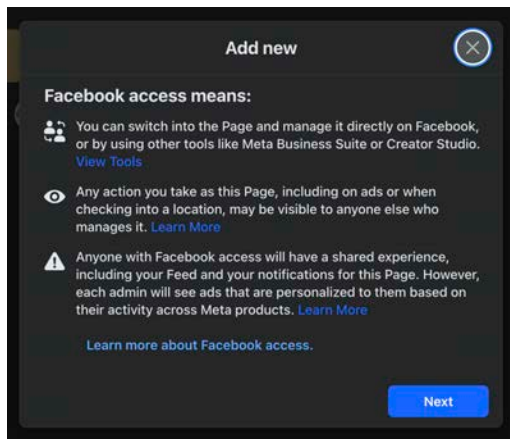 Add new
Facebook access means:
You can switch into the Page and manage it directly on Facebook,
or by using other tools like Meta Business Suite or Creator Studio.
View Tools
Any action you take as this Page, including on ads or when
checking into a location, may be visible to anyone else who
manages it. Learn More
Anyone with Facebook access will have a shared experience,
including your Feed and your notifications for this Page. However,
each admin will see ads that are personalized to them based on
their activity across Meta products. Learn More
Learn more about Facebook access.
Next